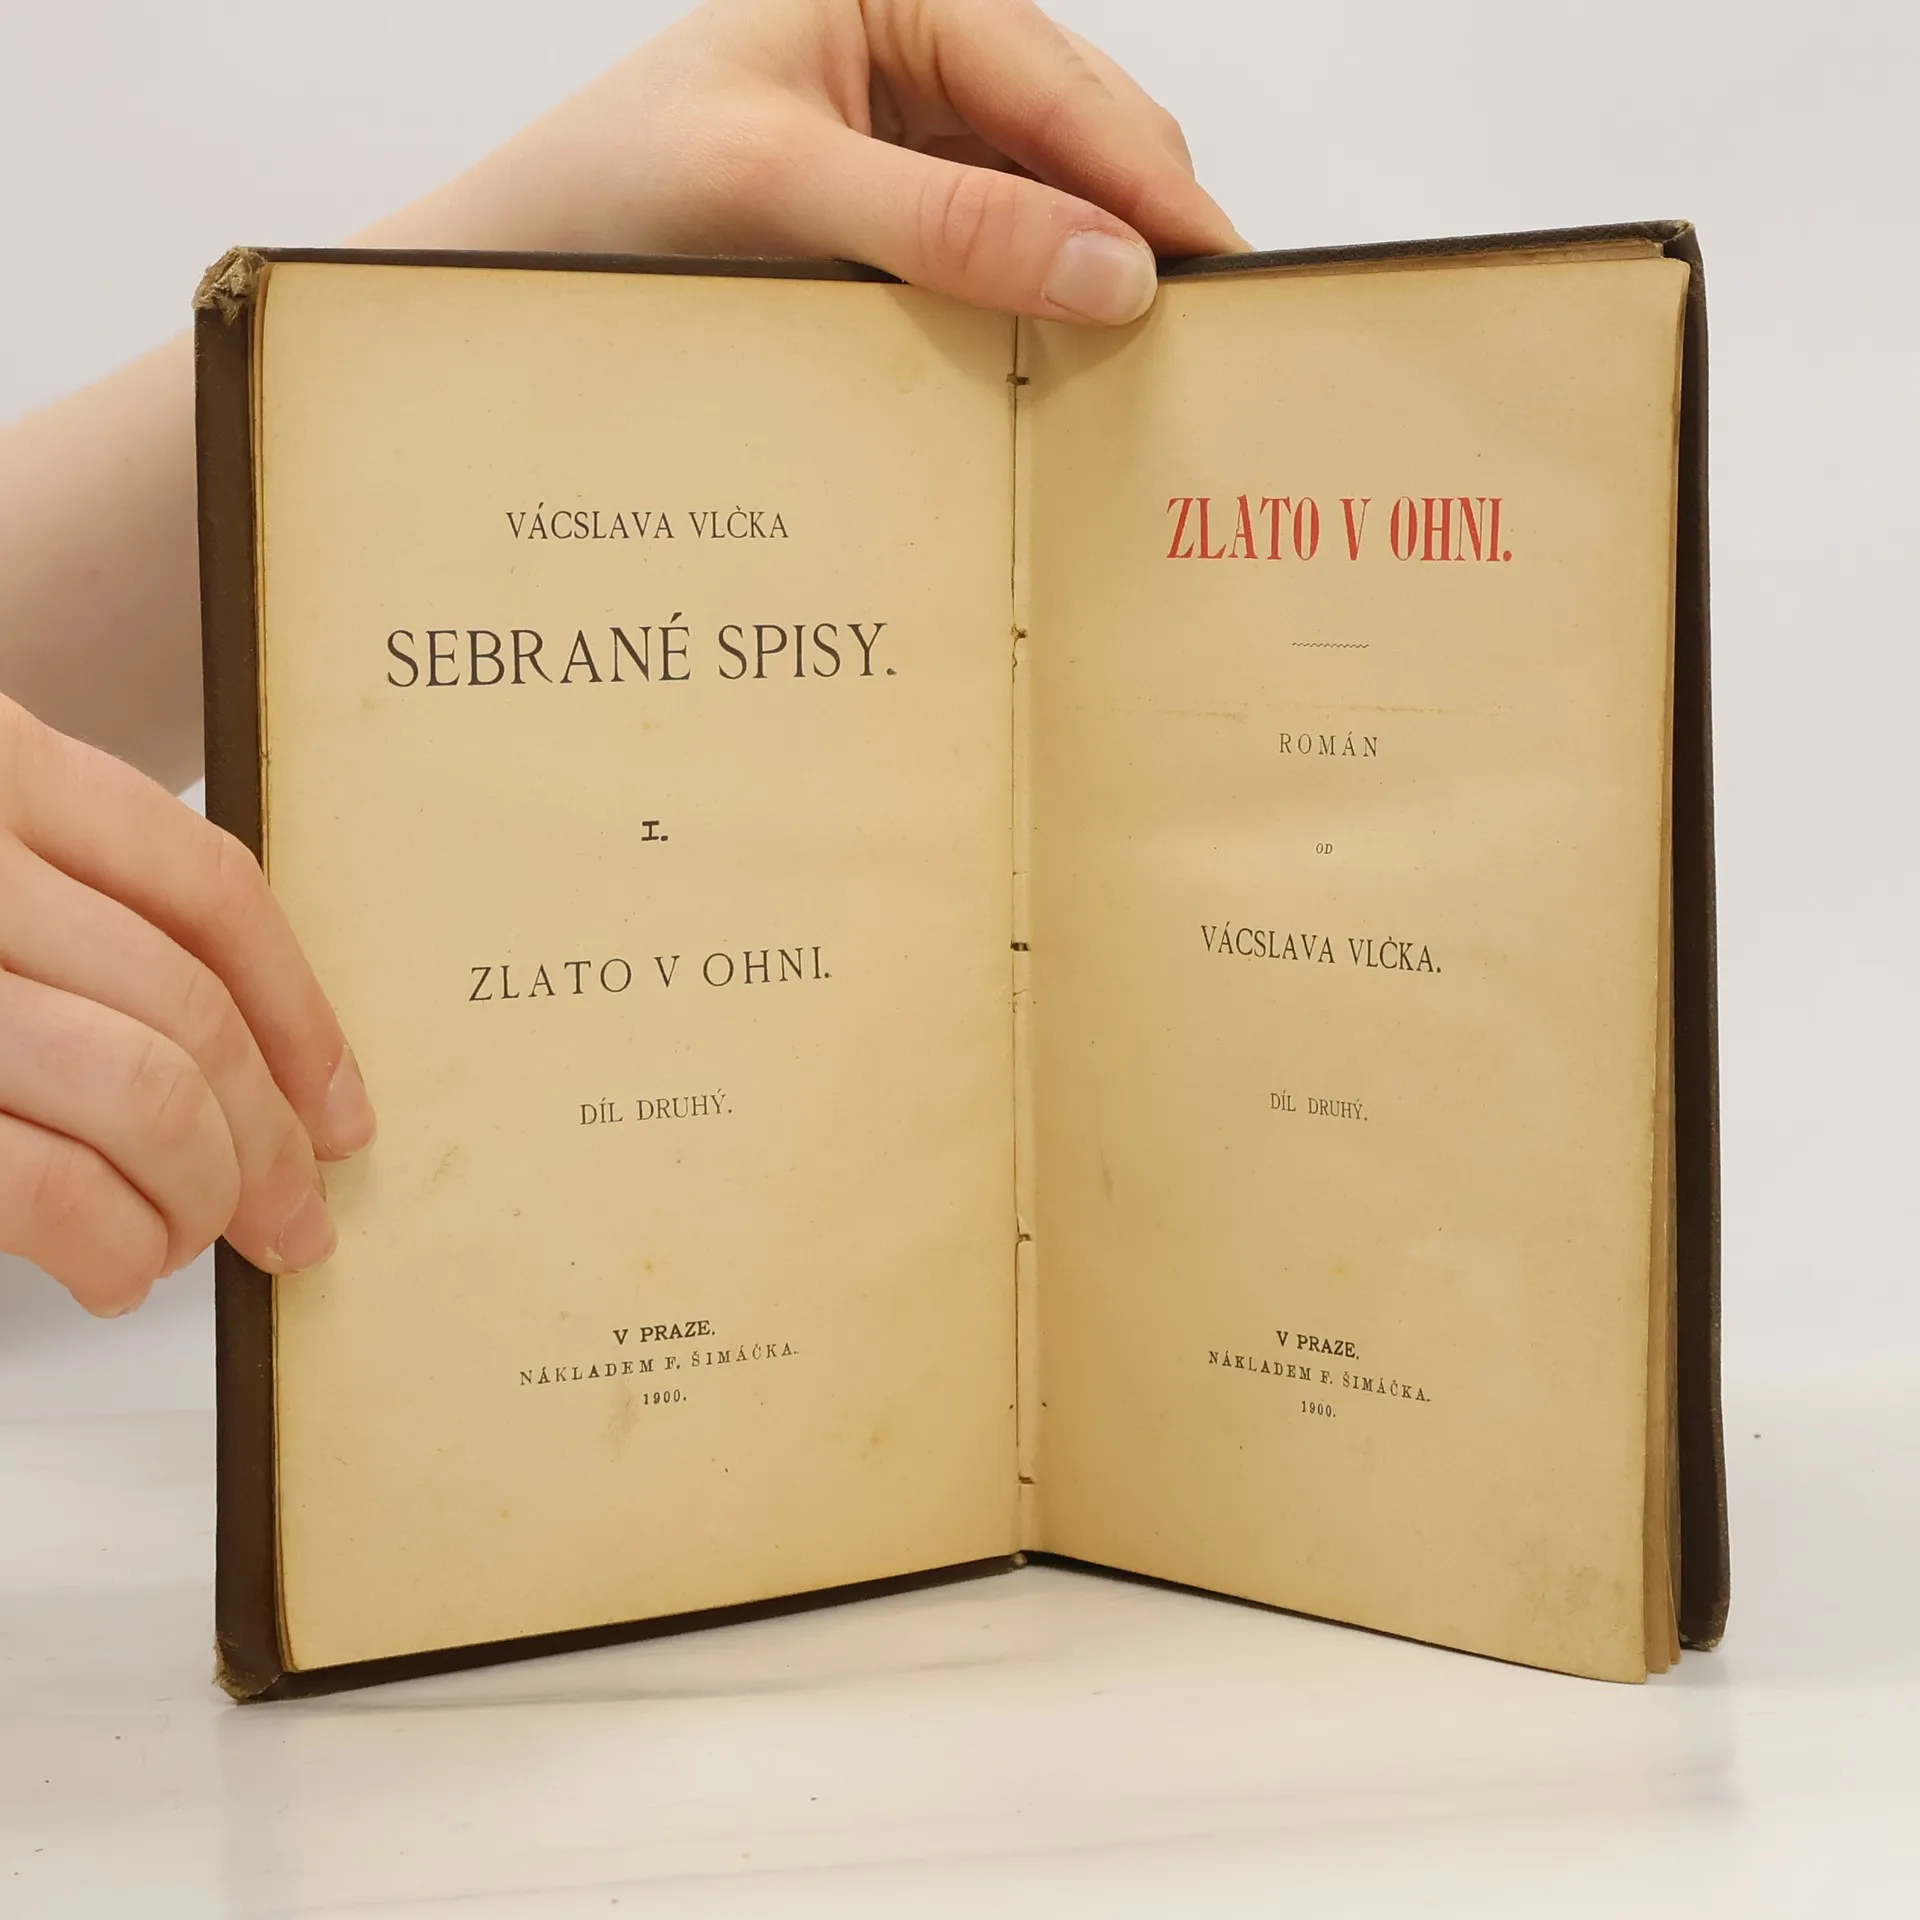 VÁCSLAVA VLČKA
SEBRANÉ SPISY.
I.
ZLATO V OHNI.
DÍL DRUHÝ.
V PRAZE.
NÁKLADEM F. ŠIMÁČKA.
1900.
ZLATO V OHNI.
ROMÁN
OD
VÁCSLAVA VLČKA.
DÍL DRUHÝ.
V PRAZE.
NÁKLADEM F. ŠIMÁČKA.
1900.